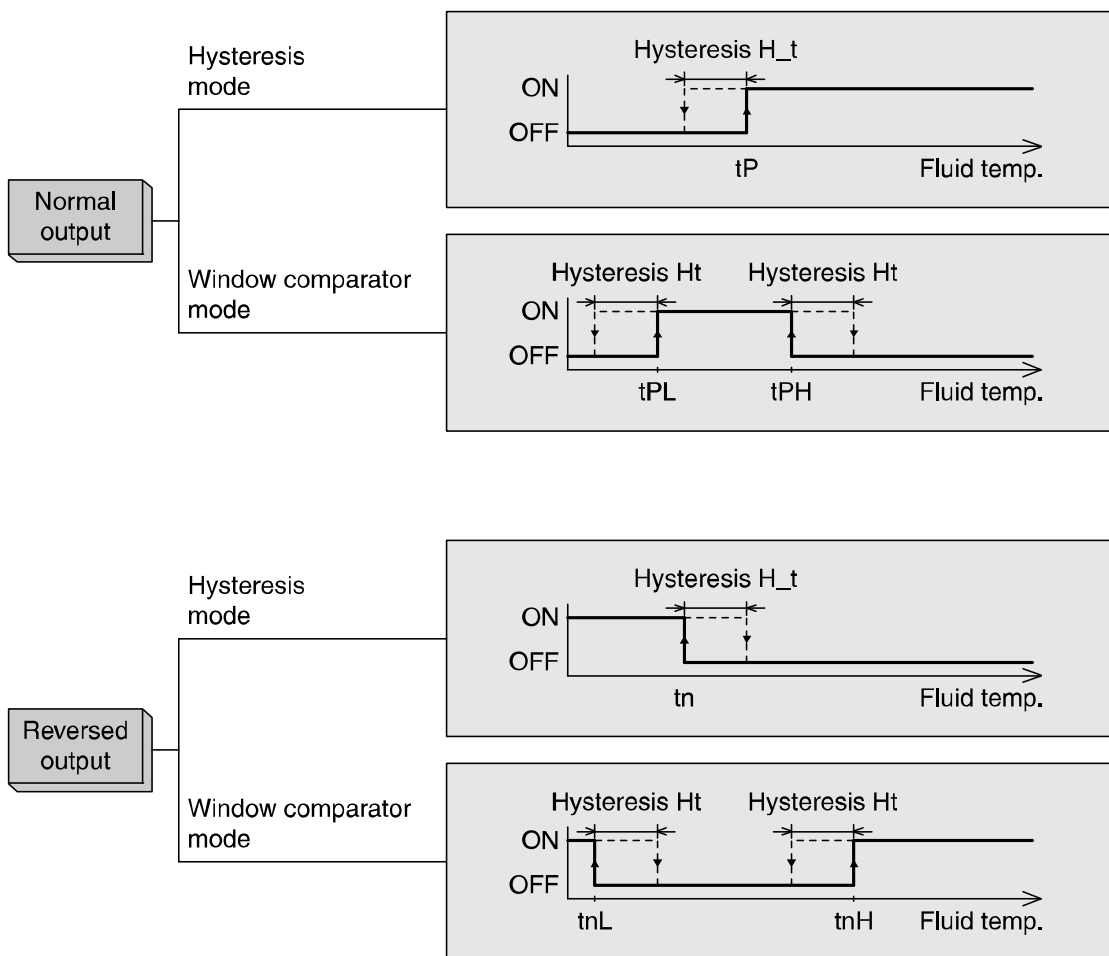 Hysteresis
mode
Hysteresis H_t
ON
OFF
tP
Fluid temp.
Normal
output
Window comparator
mode
Hysteresis Ht
Hysteresis Ht
ON
OFF
tPL
tPH
Fluid temp.
Hysteresis
mode
Hysteresis H_t
ON
OFF
tn
Fluid temp.
Reversed
output
Window comparator
mode
Hysteresis Ht
Hysteresis Ht
ON
OFF
tnL
tnH
Fluid temp.